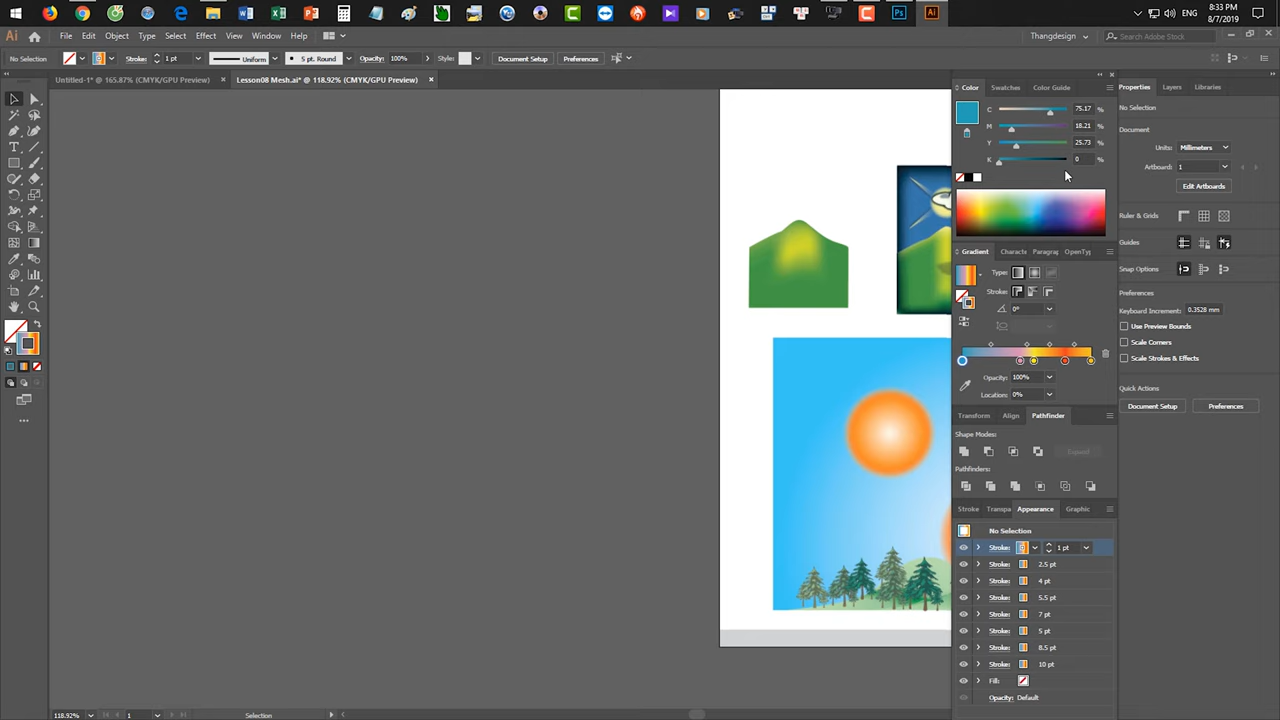 8:33 PM
ENG
8/7/2019
File Edit Object Type Select Effect View Window Help
Thangdesign
Search Adobe Stock
No Selection
Stroke: 1 pt
Uniform
5 pt. Round
Opacity: 100%
Style:
Document Setup
Preferences
Untitled-1* @ 165.87% (CMYK/GPU Preview) ×
Lesson08 Mesh.ai* @ 118.92% (CMYK/GPU Preview) ×
Color Swatches Color Guide
C 75.17 %
M 18.21 %
Y 25.73 %
K 0 %
Gradient Characte Paragra OpenTyp
Type:
Stroke:
0°
Opacity: 100%
Location: 0%
Transform Align Pathfinder
Shape Modes:
Expand
Pathfinders:
Stroke Transpa Appearance Graphic
No Selection
Stroke: 1 pt
Stroke: 2.5 pt
Stroke: 4 pt
Stroke: 5.5 pt
Stroke: 7 pt
Stroke: 5 pt
Stroke: 8.5 pt
Stroke: 10 pt
Fill:
Opacity: Default
Properties Layers Libraries
No Selection
Document
Units: Millimeters
Artboard: 1
Edit Artboards
Ruler & Grids
Guides
Snap Options
Preferences
Keyboard Increment: 0.3528 mm
Use Preview Bounds
Scale Corners
Scale Strokes & Effects
Quick Actions
Document Setup
Preferences
118.92%
1
Selection